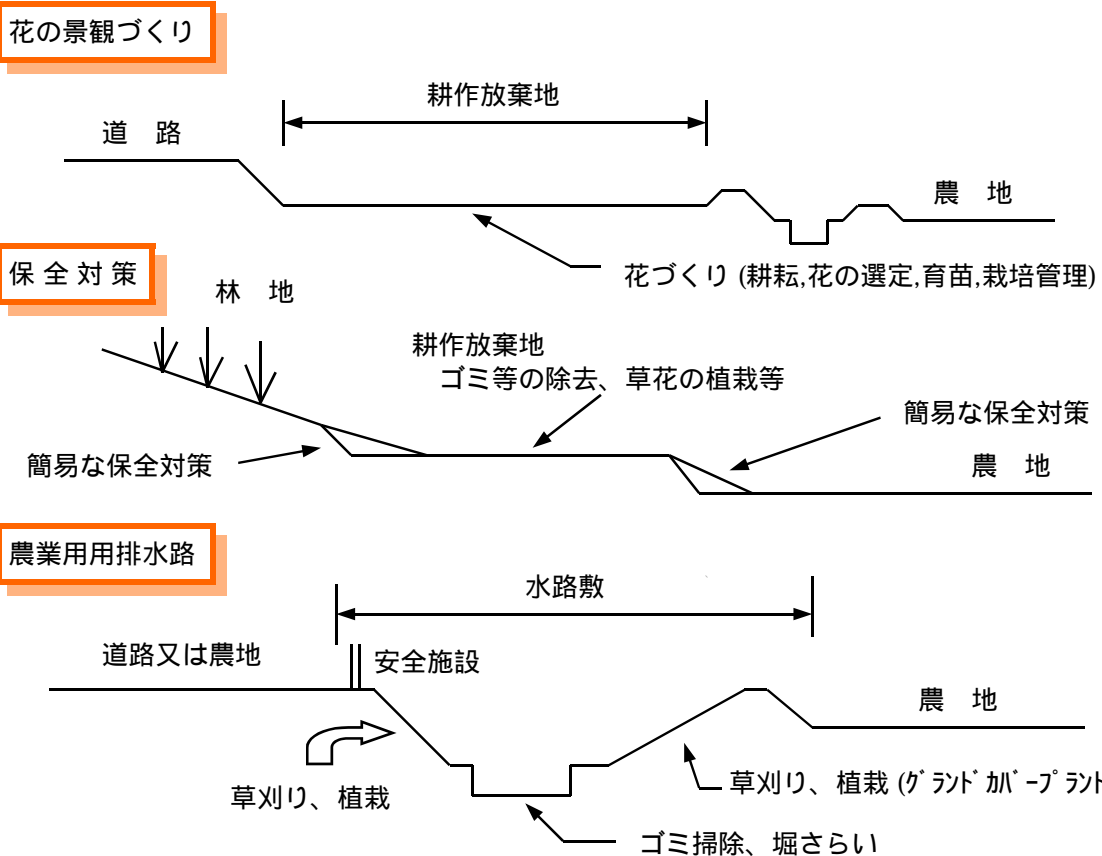 花の景観づくり
耕作放棄地
道　路
農　地
花づくり (耕耘,花の選定,育苗,栽培管理)
保 全 対 策
林　地
耕作放棄地
ゴミ等の除去、草花の植栽等
簡易な保全対策
簡易な保全対策
農　地
農業用用排水路
水路敷
道路又は農地
安全施設
農　地
草刈り、植栽
草刈り、植栽 (ｸﾞﾗﾝﾄﾞｶﾊﾞｰﾌﾟﾗﾝﾄ
ゴミ掃除、堀さらい